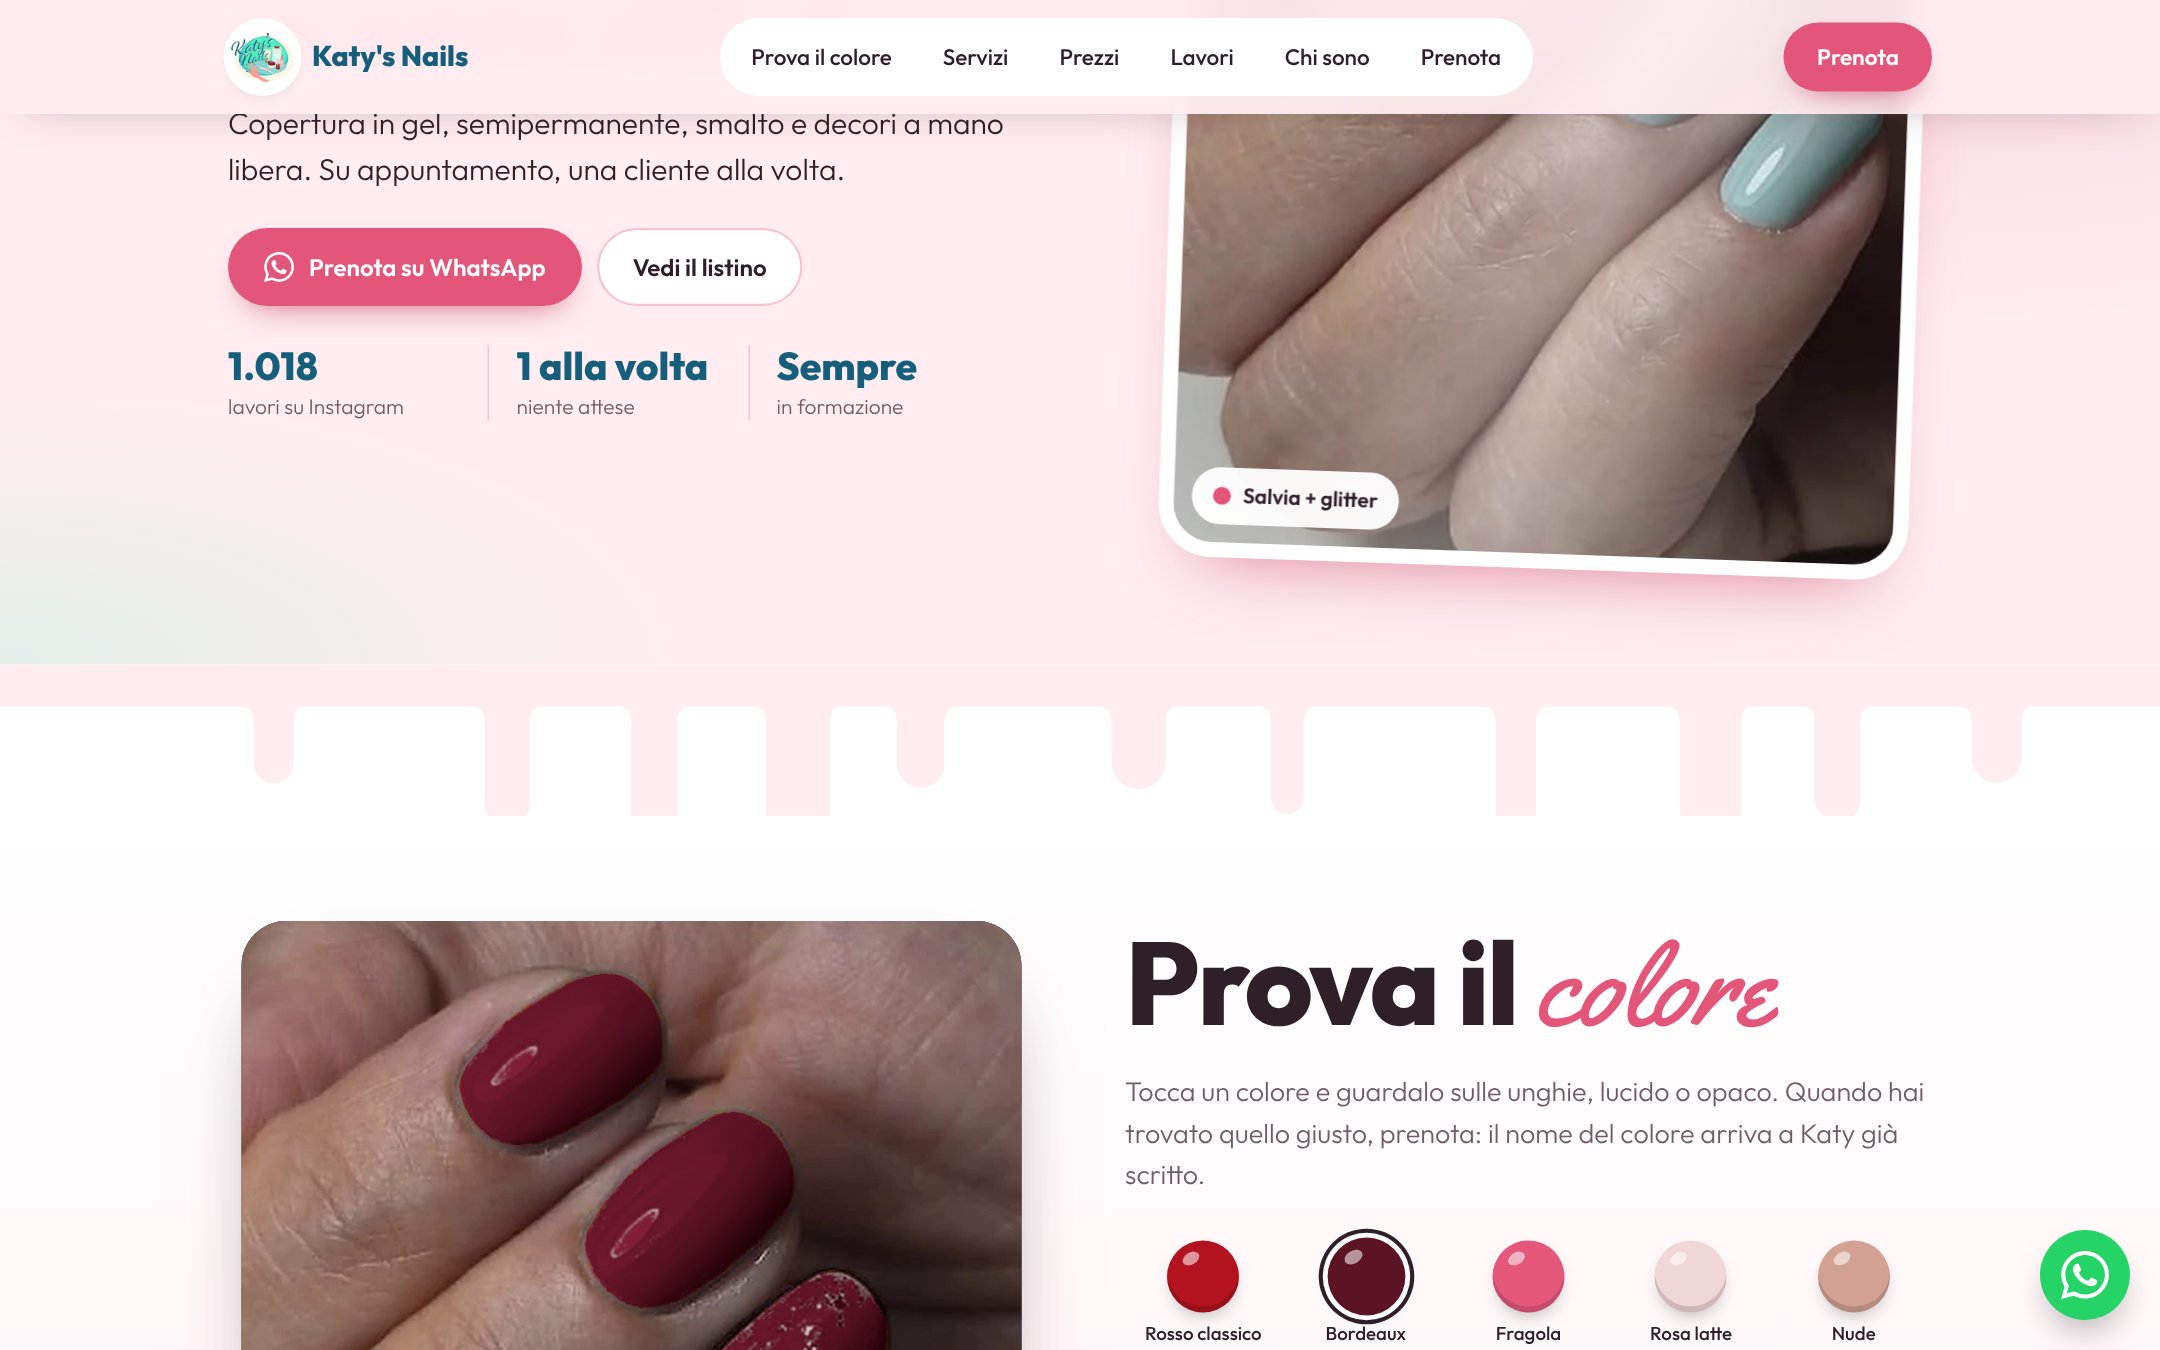 Katy's Nails
Katy's Nails
Prova il colore
Servizi
Prezzi
Lavori
Chi sono
Prenota
Prenota
Copertura in gel, semipermanente, smalto e decori a mano
libera. Su appuntamento, una cliente alla volta.
Prenota su WhatsApp
Vedi il listino
1.018
lavori su Instagram
1 alla volta
niente attese
Sempre
in formazione
Salvia + glitter
Prova il colore
Tocca un colore e guardalo sulle unghie, lucido o opaco. Quando hai
trovato quello giusto, prenota: il nome del colore arriva a Katy già
scritto.
Rosso classico
Bordeaux
Fragola
Rosa latte
Nude